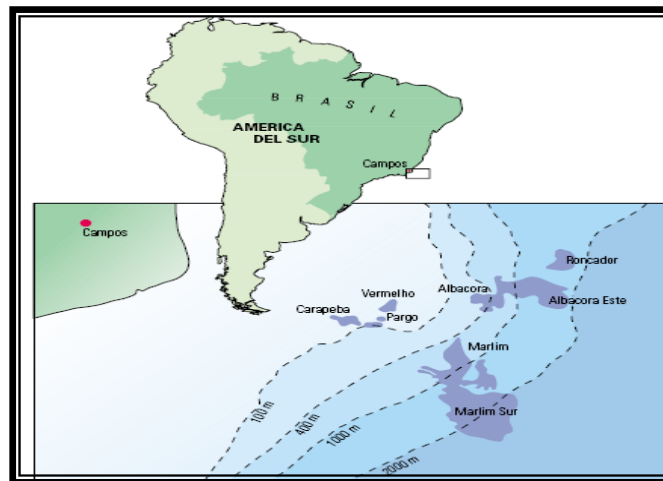 BRASIL
AMERICA
DEL SUR
Campos
Campos
Roncador
Vermelho
Albacora
Albacora Este
Carapeba
Pargo
Marlim
Marlim Sur
100 m
400 m
1000 m
2000 m